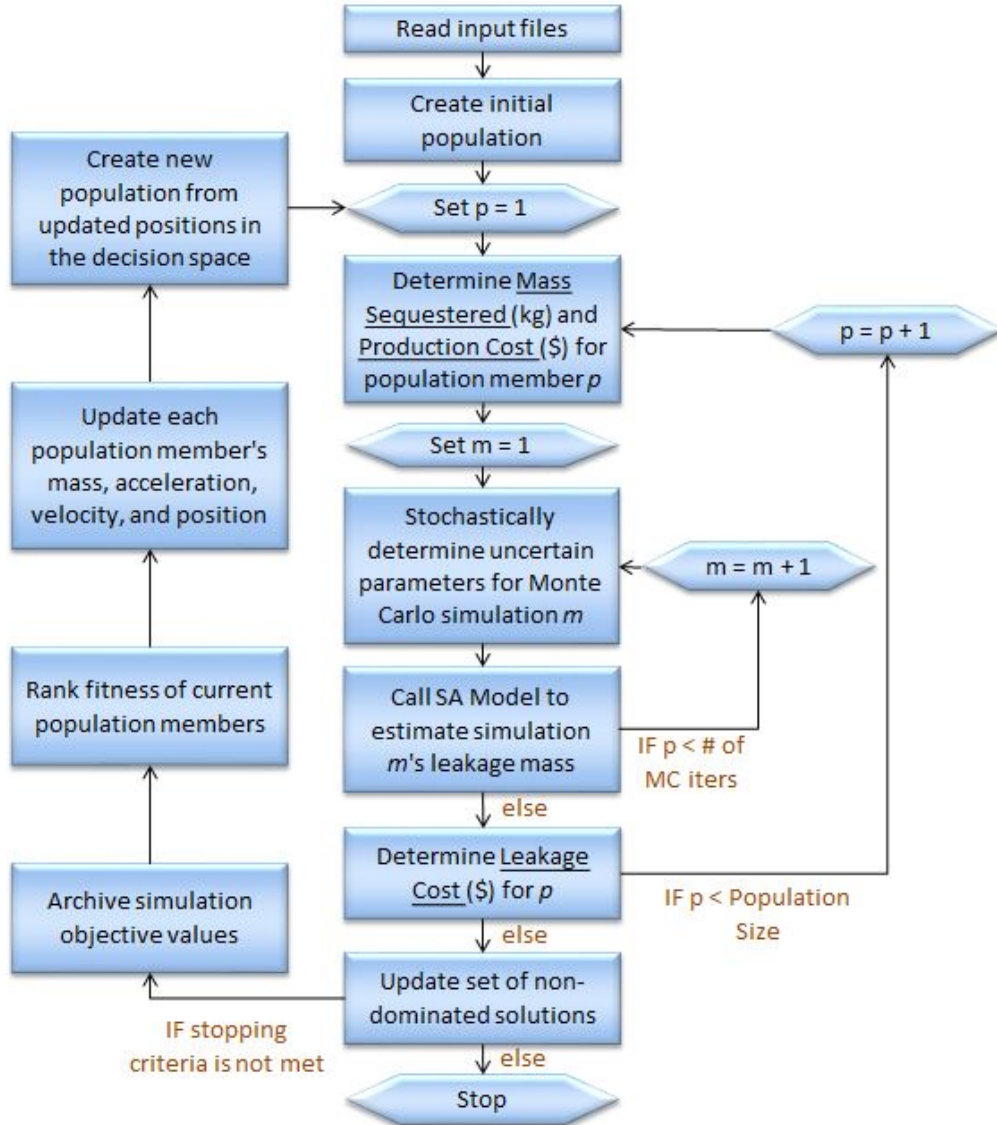 Read input files
Create initial
population
Set p = 1
Determine Mass
Sequestered (kg) and
Production Cost ($) for
population member p
p = p + 1
Set m = 1
Stochastically
determine uncertain
parameters for Monte
Carlo simulation m
m = m + 1
Call SA Model to
estimate simulation
m's leakage mass
IF p < # of
MC iters
else
Determine Leakage
Cost ($) for p
IF p < Population
Size
else
Update set of non-
dominated solutions
IF stopping
criteria is not met
else
Stop
Archive simulation
objective values
Rank fitness of current
population members
Update each
population member's
mass, acceleration,
velocity, and position
Create new
population from
updated positions in
the decision space